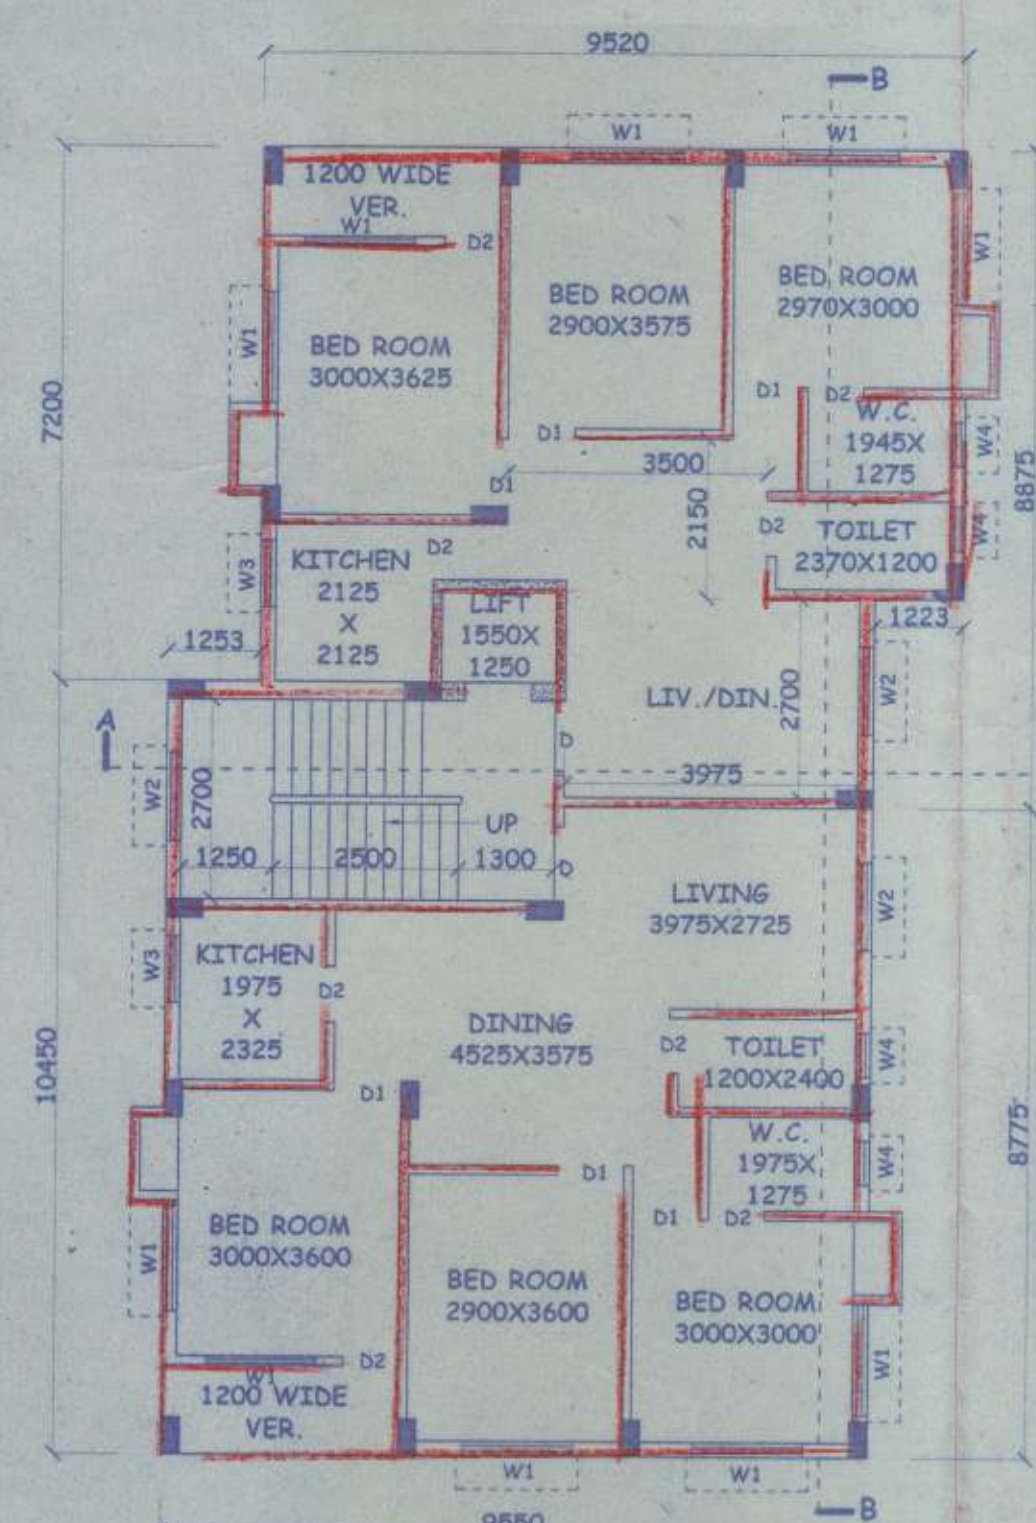 9520
B
W1
W1
1200 WIDE
VER.
W1
D2
W1
BED ROOM
2900X3575
BED ROOM
2970X3000
W1
BED ROOM
3000X3625
7200
D1
D2
W.C.
1945X
1275
W4
8875
D1
3500
D1
2150
D2
TOILET
2370X1200
W4
D2
KITCHEN
2125
X
2125
W3
LIFT
1550X
1250
1253
1223
LIV./DIN.
2700
W2
A
D
3975
W2
2700
UP
1250
2500
1300
D
LIVING
3975X2725
W2
KITCHEN
1975
X
2325
W3
D2
DINING
4525X3575
D2
TOILET
1200X2400
W4
10450
D1
8775
W.C.
1975X
1275
W4
D1
D1
D2
BED ROOM
3000X3600
W1
BED ROOM
2900X3600
BED ROOM
3000X3000
W1
D2
W1
1200 WIDE
VER.
W1
W1
B
9550